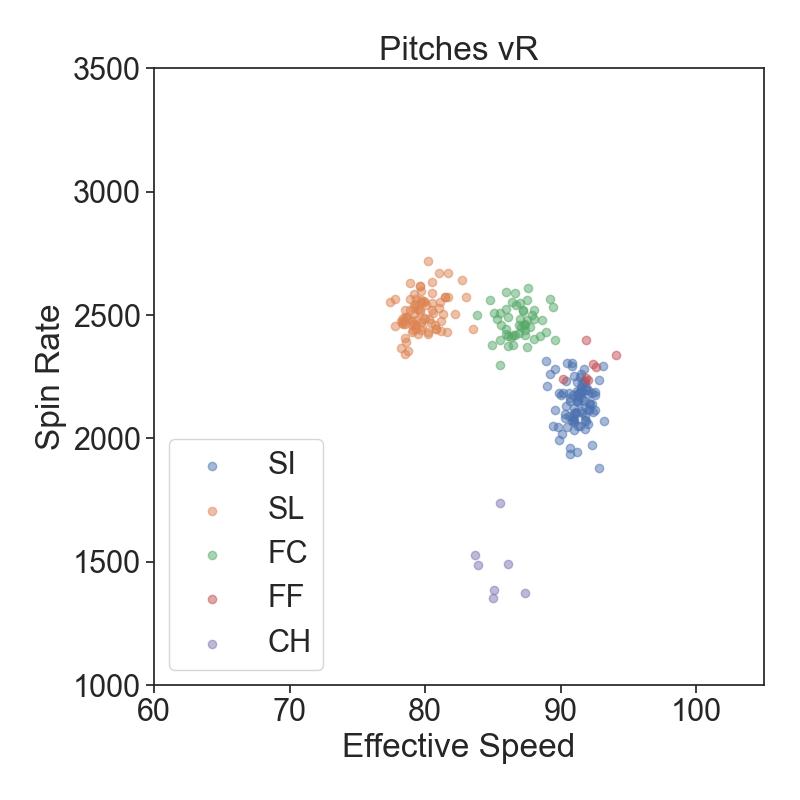 Pitches vR
3500
3000
2500
2000
1500
1000
Spin Rate
SI
SL
FC
FF
CH
60 70 80 90 100
Effective Speed